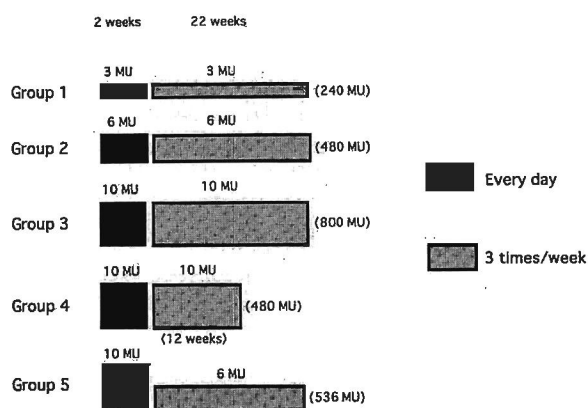 2 weeks 22 weeks
3 MU 3 MU
Group 1 (240 MU)
6 MU 6 MU
Group 2 (480 MU)
10 MU 10 MU
Group 3 (800 MU)
Every day
3 times/week
10 MU 10 MU
Group 4 (480 MU)
(12 weeks)
10 MU
6 MU
Group 5 (536 MU)